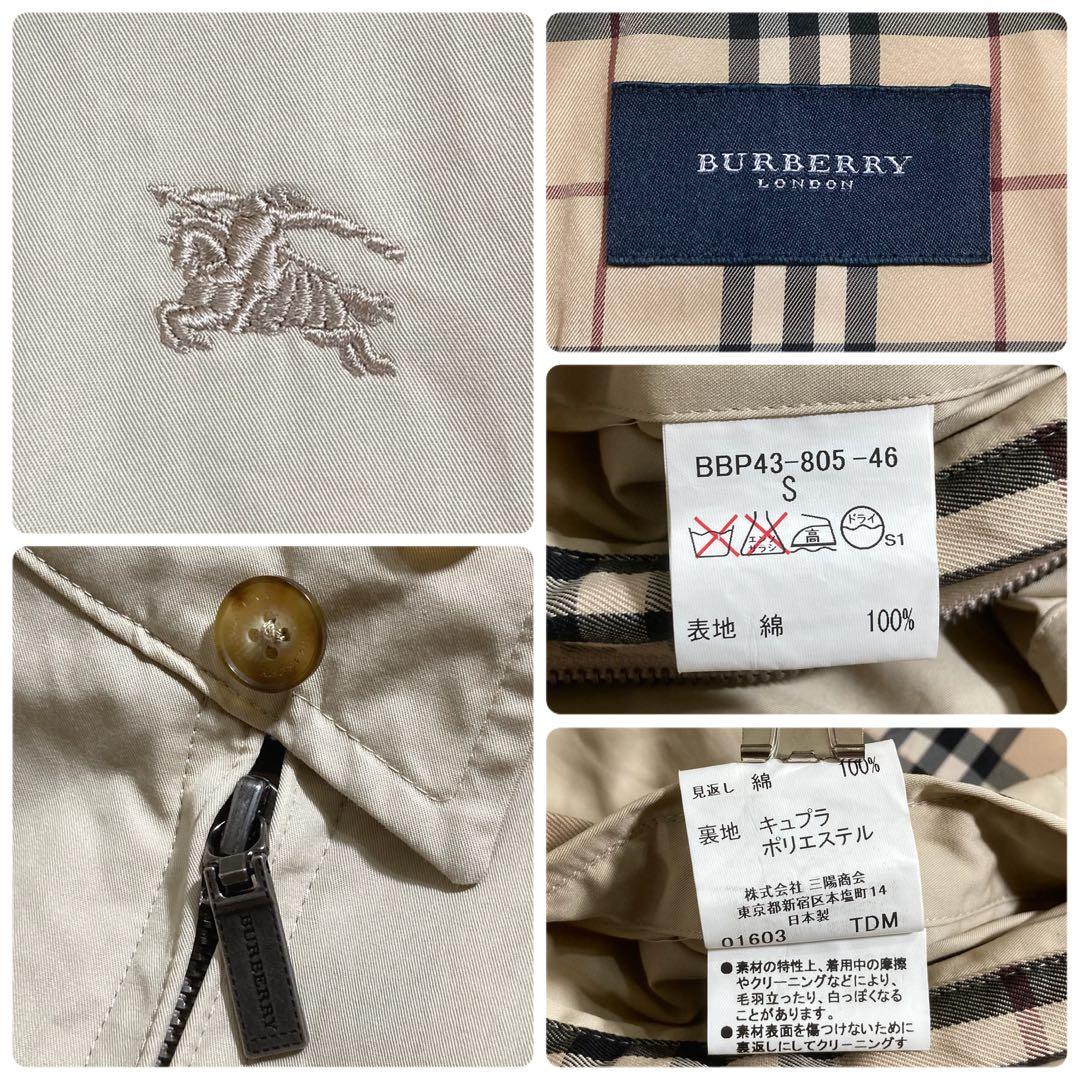 BURBERRY
LONDON
BBP43-805-46
S
エンソ
サラシ
高
ドライ
S1
表地 綿 100%
BURBERRY
見返し 綿 100%
裏地 キュプラ
ポリエステル
株式会社 三陽商会
東京都新宿区本塩町14
日本製
01603 TDM
●素材の特性上、着用中の摩擦
やクリーニングなどにより、
毛羽立ったり、白っぽくなる
ことがあります。
●素材表面を傷つけないために
裏返しにしてクリーニングす